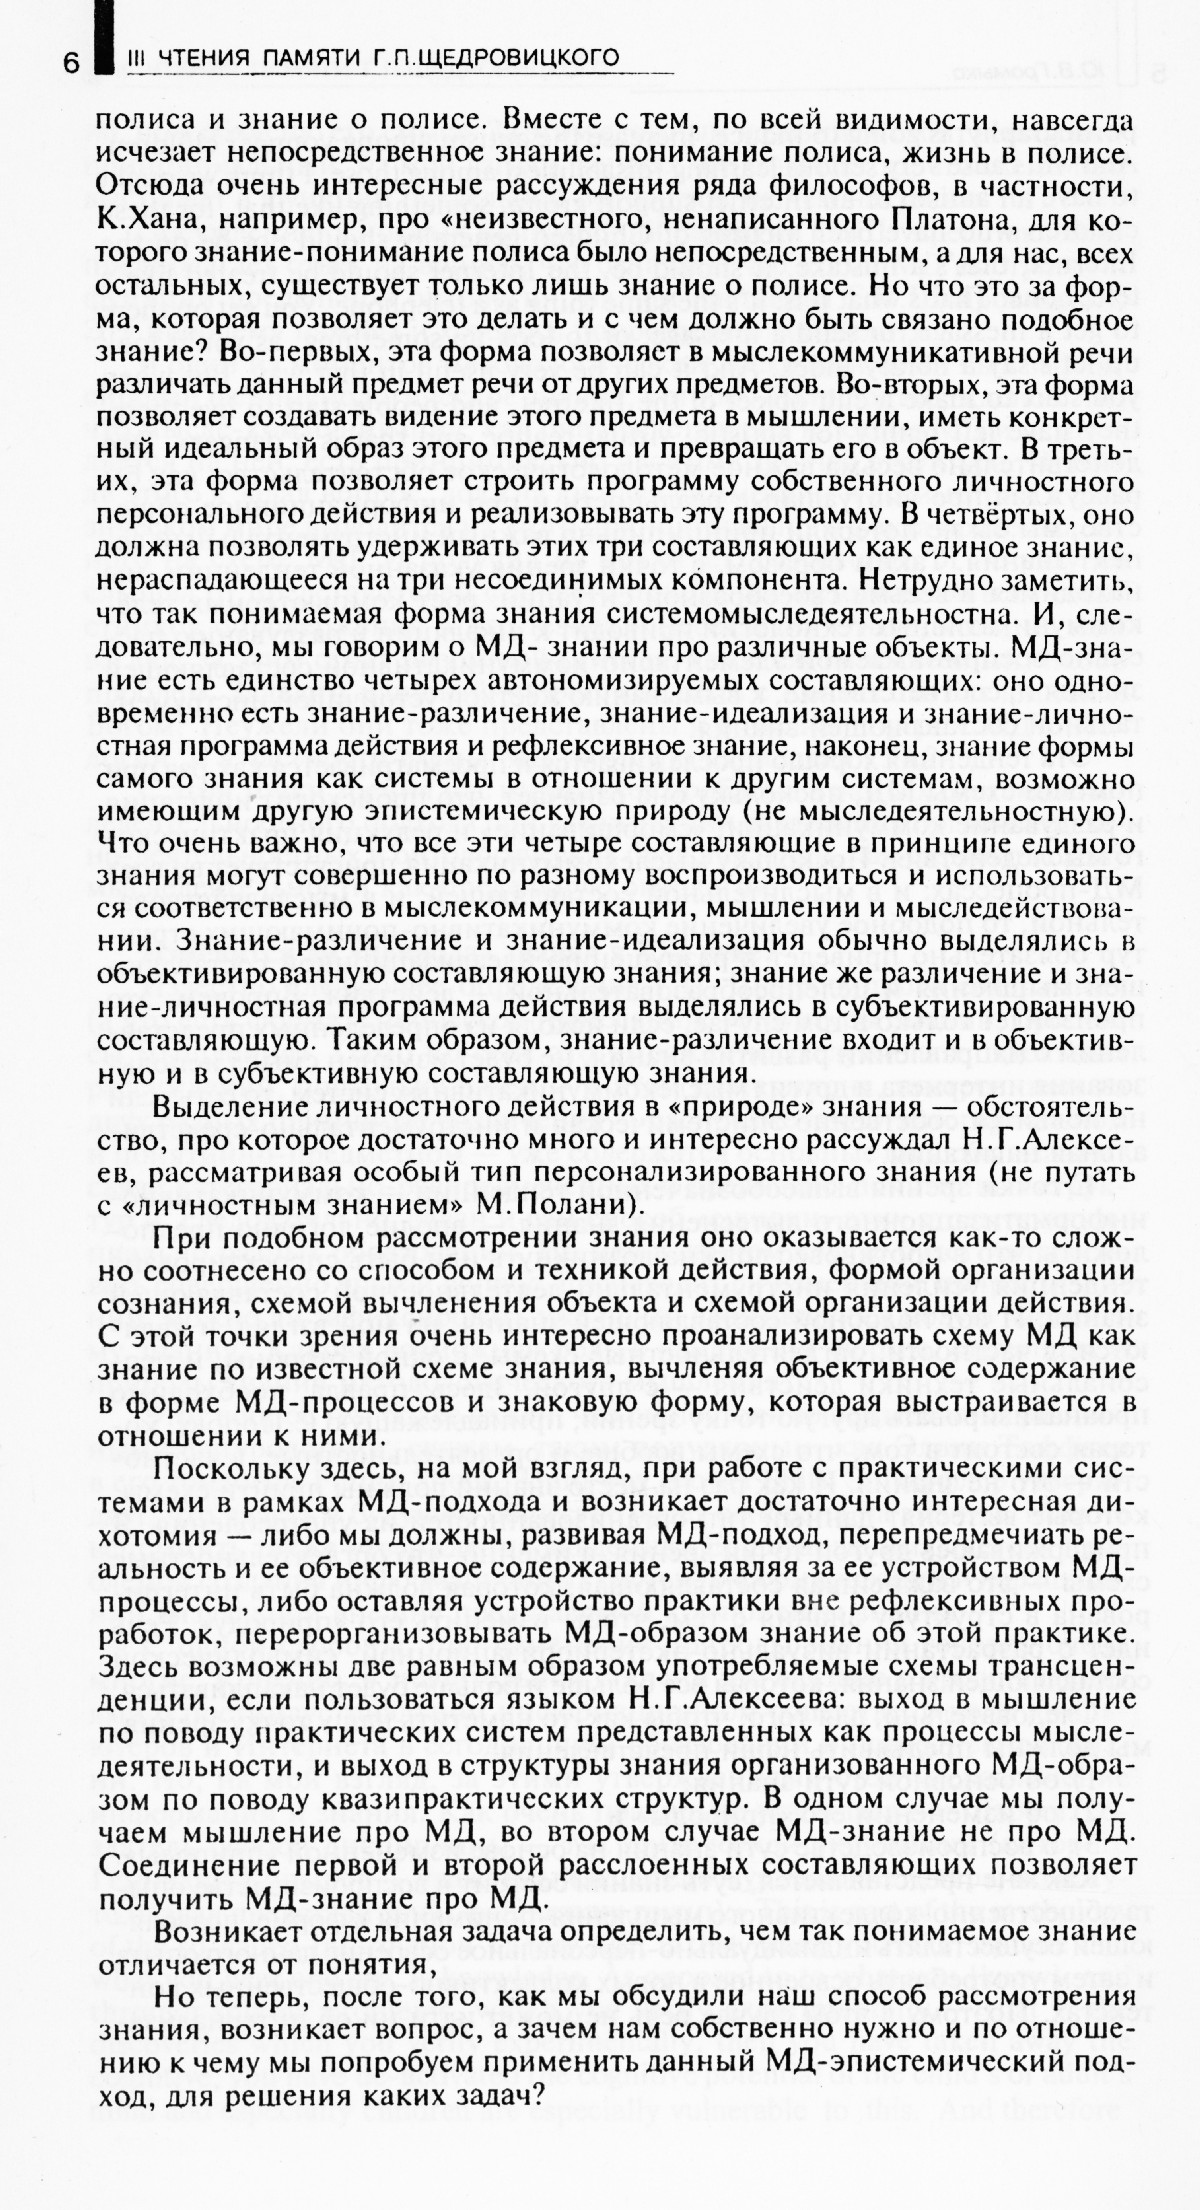 6
III ЧТЕНИЯ ПАМЯТИ Г.П.ЩЕДРОВИЦКОГО
полиса и знание о полисе. Вместе с тем, по всей видимости, навсегда
исчезает непосредственное знание: понимание полиса, жизнь в полисе.
Отсюда очень интересные рассуждения ряда философов, в частности,
К.Хана, например, про «неизвестного, ненаписанного Платона, для ко-
торого знание-понимание полиса было непосредственным, а для нас, всех
остальных, существует только лишь знание о полисе. Но что это за фор-
ма, которая позволяет это делать и с чем должно быть связано подобное
знание? Во-первых, эта форма позволяет в мыслекоммуникативной речи
различать данный предмет речи от других предметов. Во-вторых, эта форма
позволяет создавать видение этого предмета в мышлении, иметь конкрет-
ный идеальный образ этого предмета и превращать его в объект. В треть-
их, эта форма позволяет строить программу собственного личностного
персонального действия и реализовывать эту программу. В четвёртых, оно
должна позволять удерживать этих три составляющих как единое знание,
нераспадающееся на три несоединимых компонента. Нетрудно заметить,
что так понимаемая форма знания системомыследеятельностна. И, сле-
довательно, мы говорим о МД- знании про различные объекты. МД-зна-
ние есть единство четырех автономизируемых составляющих: оно одно-
временно есть знание-различение, знание-идеализация и знание-лично-
стная программа действия и рефлексивное знание, наконец, знание формы
самого знания как системы в отношении к другим системам, возможно
имеющим другую эпистемическую природу (не мыследеятельностную).
Что очень важно, что все эти четыре составляющие в принципе единого
знания могут совершенно по разному воспроизводиться и использовать-
ся соответственно в мыслекоммуникации, мышлении и мыследействова-
нии. Знание-различение и знание-идеализация обычно выделялись в
объективированную составляющую знания; знание же различение и зна-
ние-личностная программа действия выделялись в субъективированную
составляющую. Таким образом, знание-различение входит и в объектив-
ную и в субъективную составляющую знания.
Выделение личностного действия в «природе» знания — обстоятель-
ство, про которое достаточно много и интересно рассуждал Н.Г.Алексе-
ев, рассматривая особый тип персонализированного знания (не путать
с «личностным знанием» М.Полани).
При подобном рассмотрении знания оно оказывается как-то слож-
но соотнесено со способом и техникой действия, формой организации
сознания, схемой вычленения объекта и схемой организации действия.
С этой точки зрения очень интересно проанализировать схему МД как
знание по известной схеме знания, вычленяя объективное содержание
в форме МД-процессов и знаковую форму, которая выстраивается в
отношении к ними.
Поскольку здесь, на мой взгляд, при работе с практическими сис-
темами в рамках МД-подхода и возникает достаточно интересная ди-
хотомия — либо мы должны, развивая МД-подход, перепредмечиать ре-
альность и ее объективное содержание, выявляя за ее устройством МД-
процессы, либо оставляя устройство практики вне рефлексивных про-
работок, перерорганизовывать МД-образом знание об этой практике.
Здесь возможны две равным образом употребляемые схемы трансцен-
денции, если пользоваться языком Н.Г.Алексеева: выход в мышление
по поводу практических систем представленных как процессы мысле-
деятельности, и выход в структуры знания организованного МД-обра-
зом по поводу квазипрактических структур. В одном случае мы полу-
чаем мышление про МД, во втором случае МД-знание не про МД.
Соединение первой и второй расслоенных составляющих позволяет
получить МД-знание про МД.
Возникает отдельная задача определить, чем так понимаемое знание
отличается от понятия,
Но теперь, после того, как мы обсудили наш способ рассмотрения
знания, возникает вопрос, а зачем нам собственно нужно и по отноше-
нию к чему мы попробуем применить данный МД-эпистемический под-
ход, для решения каких задач?